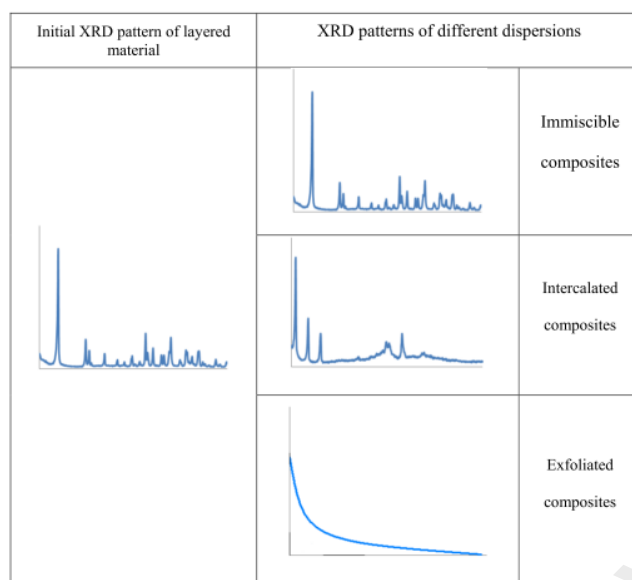 Initial XRD pattern of layered
material
XRD patterns of different dispersions
Immiscible
composites
Intercalated
composites
Exfoliated
composites